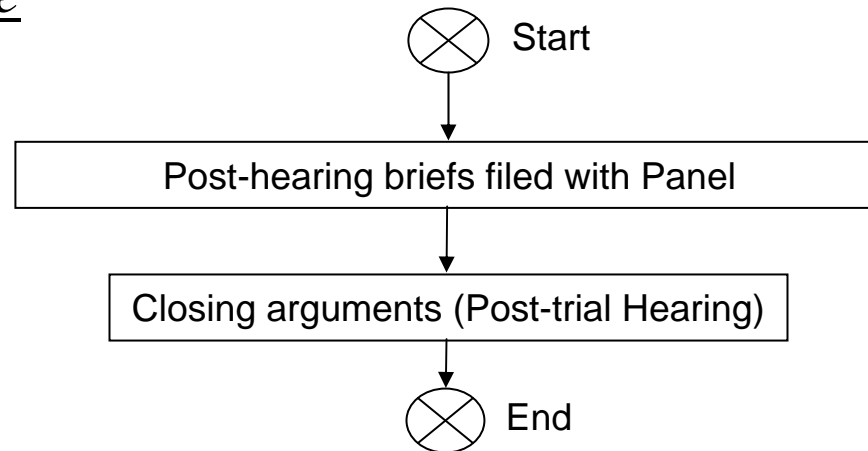 Start
Post-hearing briefs filed with Panel
Closing arguments (Post-trial Hearing)
End